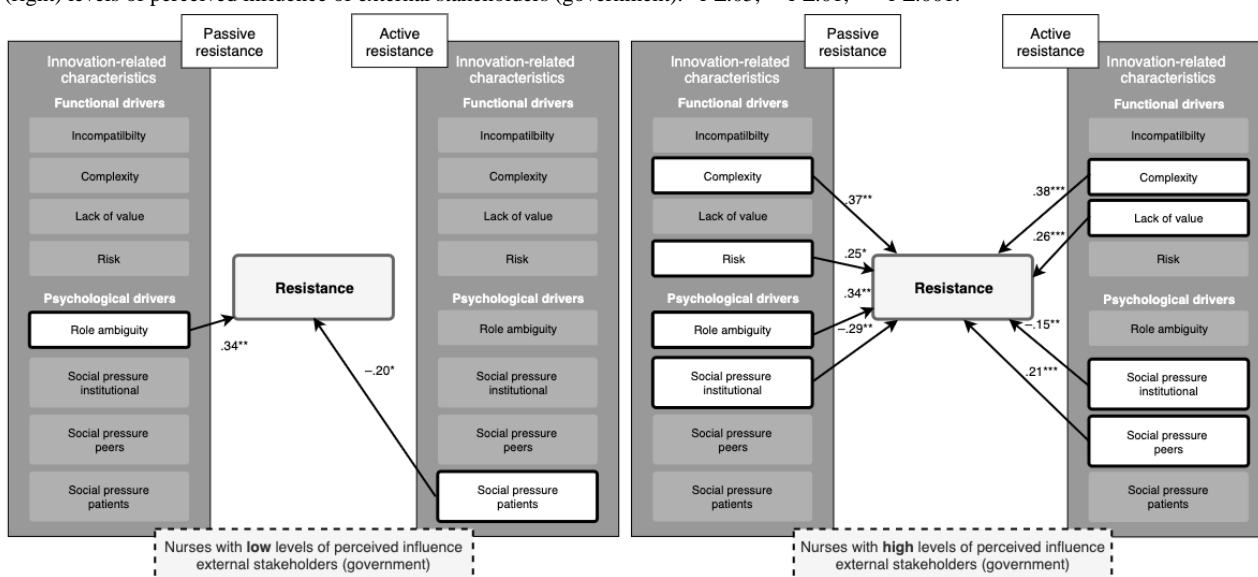 (right) levels of perceived influence of external stakeholders (government).
Passive
resistance
Active
resistance
Innovation-related
characteristics
Functional drivers
Incompatilbilty
Complexity
Lack of value
Risk
Psychological drivers
Role ambiguity
Social pressure
institutional
Social pressure
peers
Social pressure
patients
Resistance
.34**
–.20*
Innovation-related
characteristics
Functional drivers
Incompatilbilty
Complexity
Lack of value
Risk
Psychological drivers
Role ambiguity
Social pressure
institutional
Social pressure
peers
Social pressure
patients
Nurses with low levels of perceived influence
external stakeholders (government)
Passive
resistance
Active
resistance
Innovation-related
characteristics
Functional drivers
Incompatilbilty
Complexity
Lack of value
Risk
Psychological drivers
Role ambiguity
Social pressure
institutional
Social pressure
peers
Social pressure
patients
.37**
.25*
.34**
–.29**
Resistance
.38***
.26***
–.15**
.21***
Innovation-related
characteristics
Functional drivers
Incompatilbilty
Complexity
Lack of value
Risk
Psychological drivers
Role ambiguity
Social pressure
institutional
Social pressure
peers
Social pressure
patients
Nurses with high levels of perceived influence
external stakeholders (government)